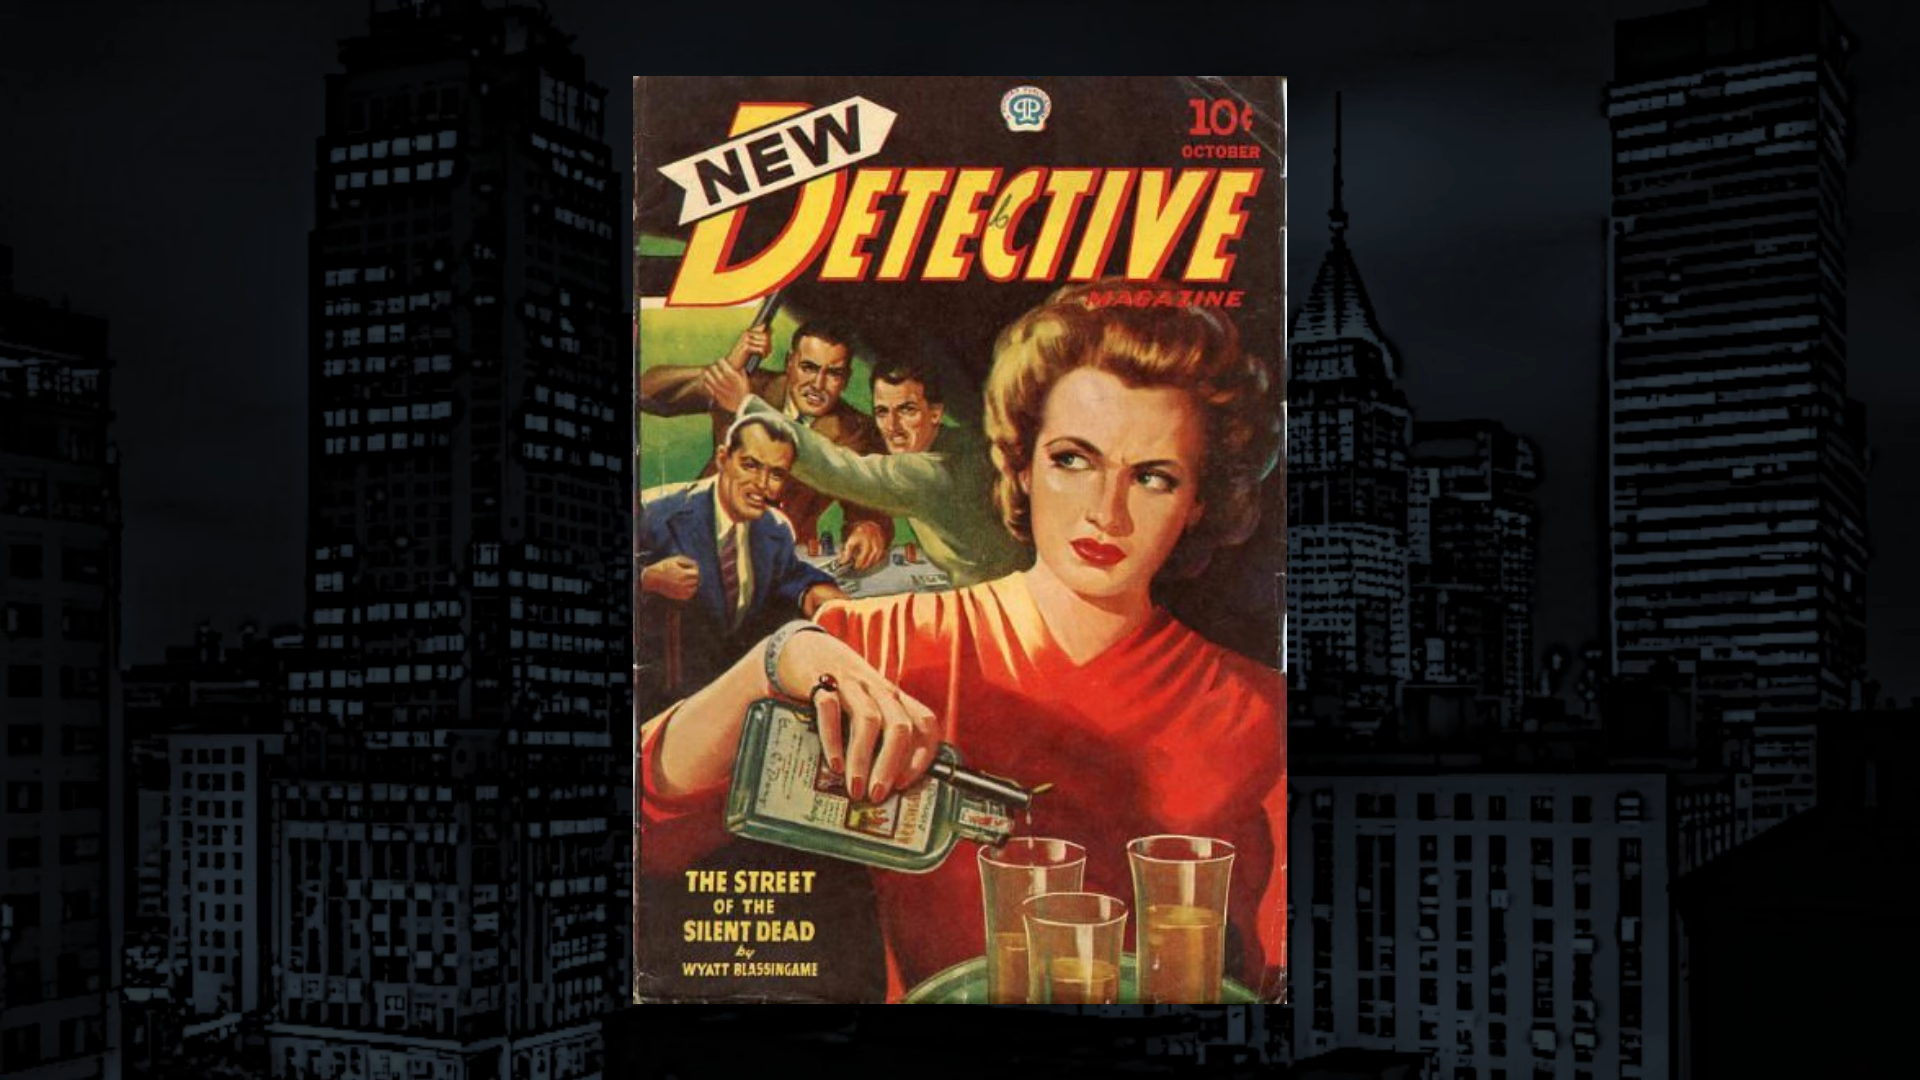 NEW
DETECTIVE
MAGAZINE
10¢
OCTOBER
THE STREET
OF THE
SILENT DEAD
by
WYATT BLASSINGAME